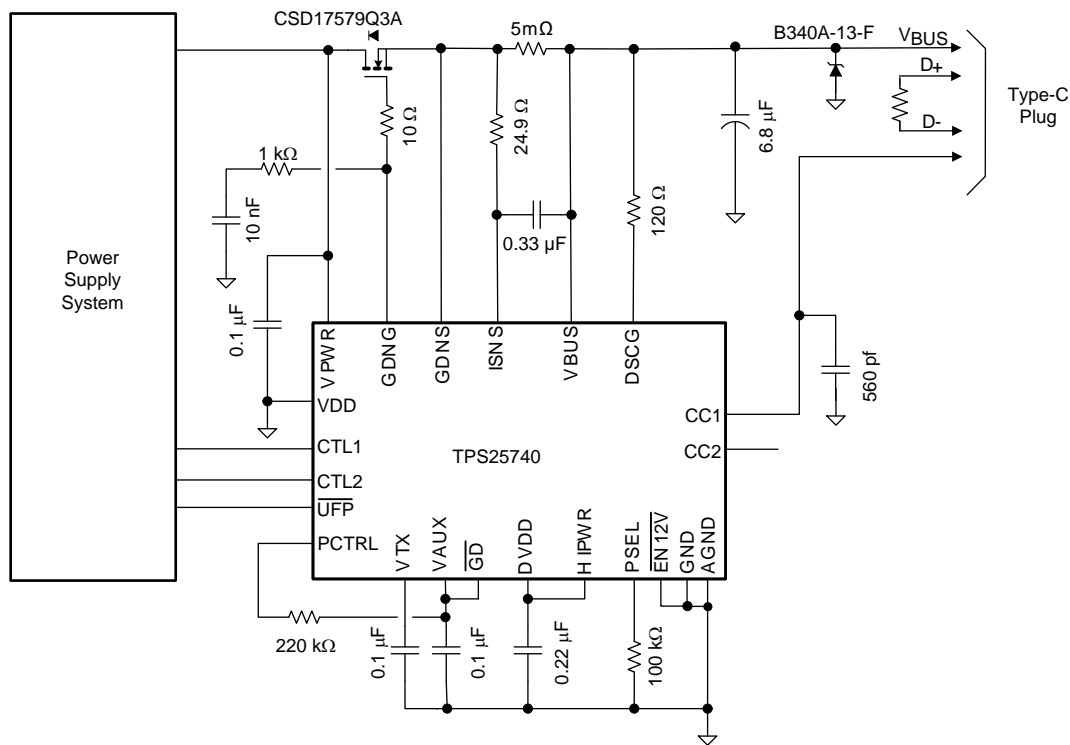 CSD17579Q3A
5mΩ
B340A-13-F
VBUS
D+
D-
Type-C
Plug
10 Ω
24.9 Ω
6.8 µF
1 kΩ
10 nF
0.33 µF
120 Ω
Power
Supply
System
0.1 µF
VPWR
GDNG
GDNS
ISNS
VBUS
DSCG
560 pf
VDD
CC1
CTL1
TPS25740
CC2
CTL2
UFP
PCTRL
VTX
VAUX
GD
DVDD
HIPWR
PSEL
EN12V
GND
AGND
220 kΩ
0.1 µF
0.1 µF
0.22 µF
100 kΩ